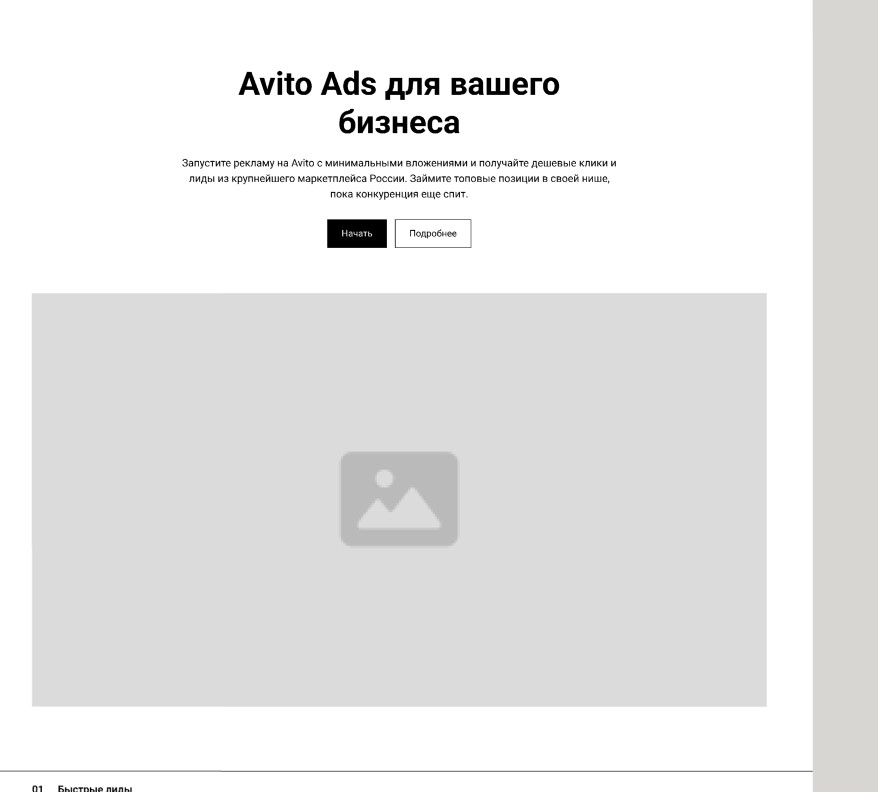 Avito Ads для вашего
бизнеса
Запустите рекламу на Avito с минимальными вложениями и получайте дешевые клики и
лиды из крупнейшего маркетплейса России. Займите топовые позиции в своей нише,
пока конкуренция еще спит.
Начать Подробнее
01 Быстрые лиды